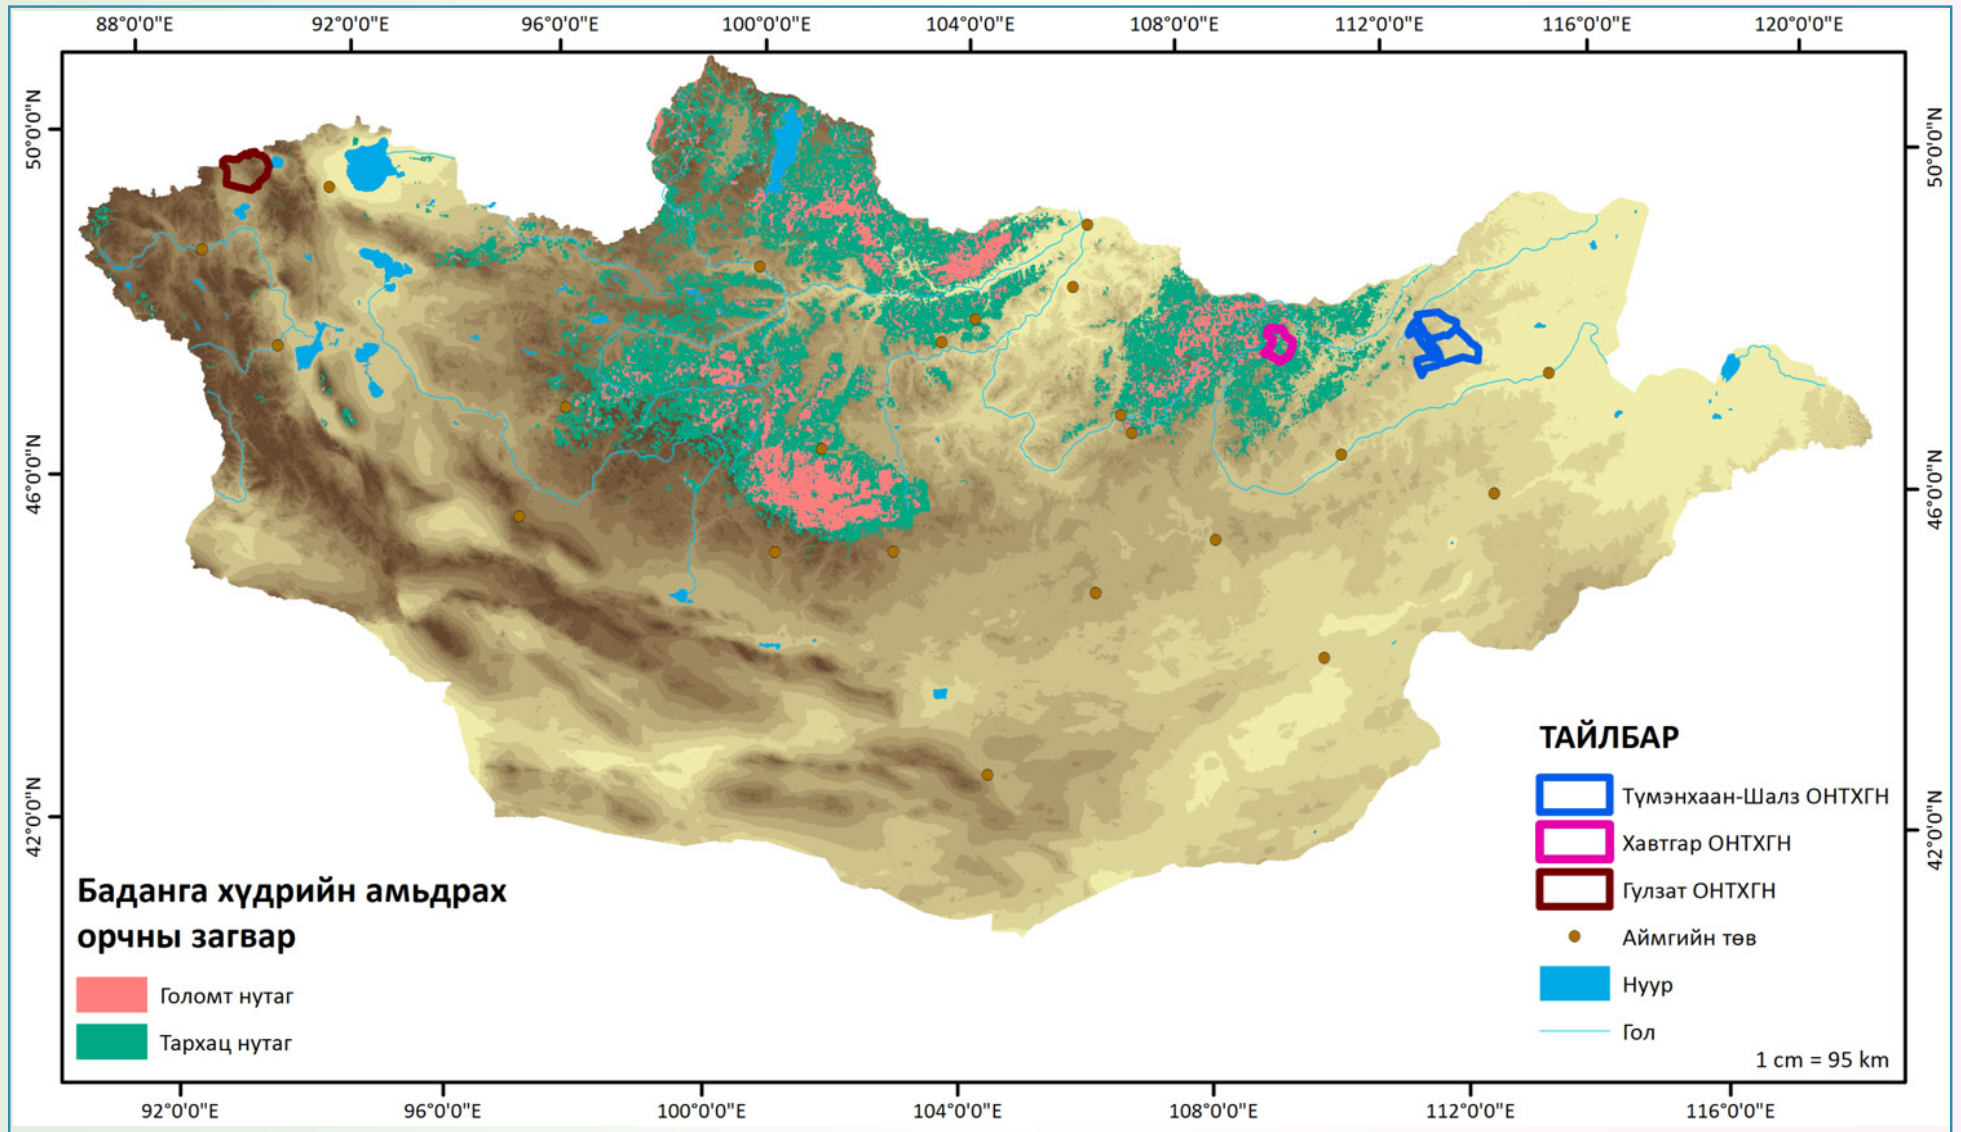 88°0'0"E 92°0'0"E 96°0'0"E 100°0'0"E 104°0'0"E 108°0'0"E 112°0'0"E 116°0'0"E 120°0'0"E
50°0'0"N
50°0'0"N
46°0'0"N
46°0'0"N
42°0'0"N
42°0'0"N
Баданга хүдрийн амьдрах
орчны загвар
Голомт нутаг
Тархац нутаг
ТАЙЛБАР
Түмэнхаан-Шалз ОНТХГН
Хавтгар ОНТХГН
Гулзат ОНТХГН
Аймгийн төв
Нуур
Гол
1 cm = 95 km
92°0'0"E 96°0'0"E 100°0'0"E 104°0'0"E 108°0'0"E 112°0'0"E 116°0'0"E